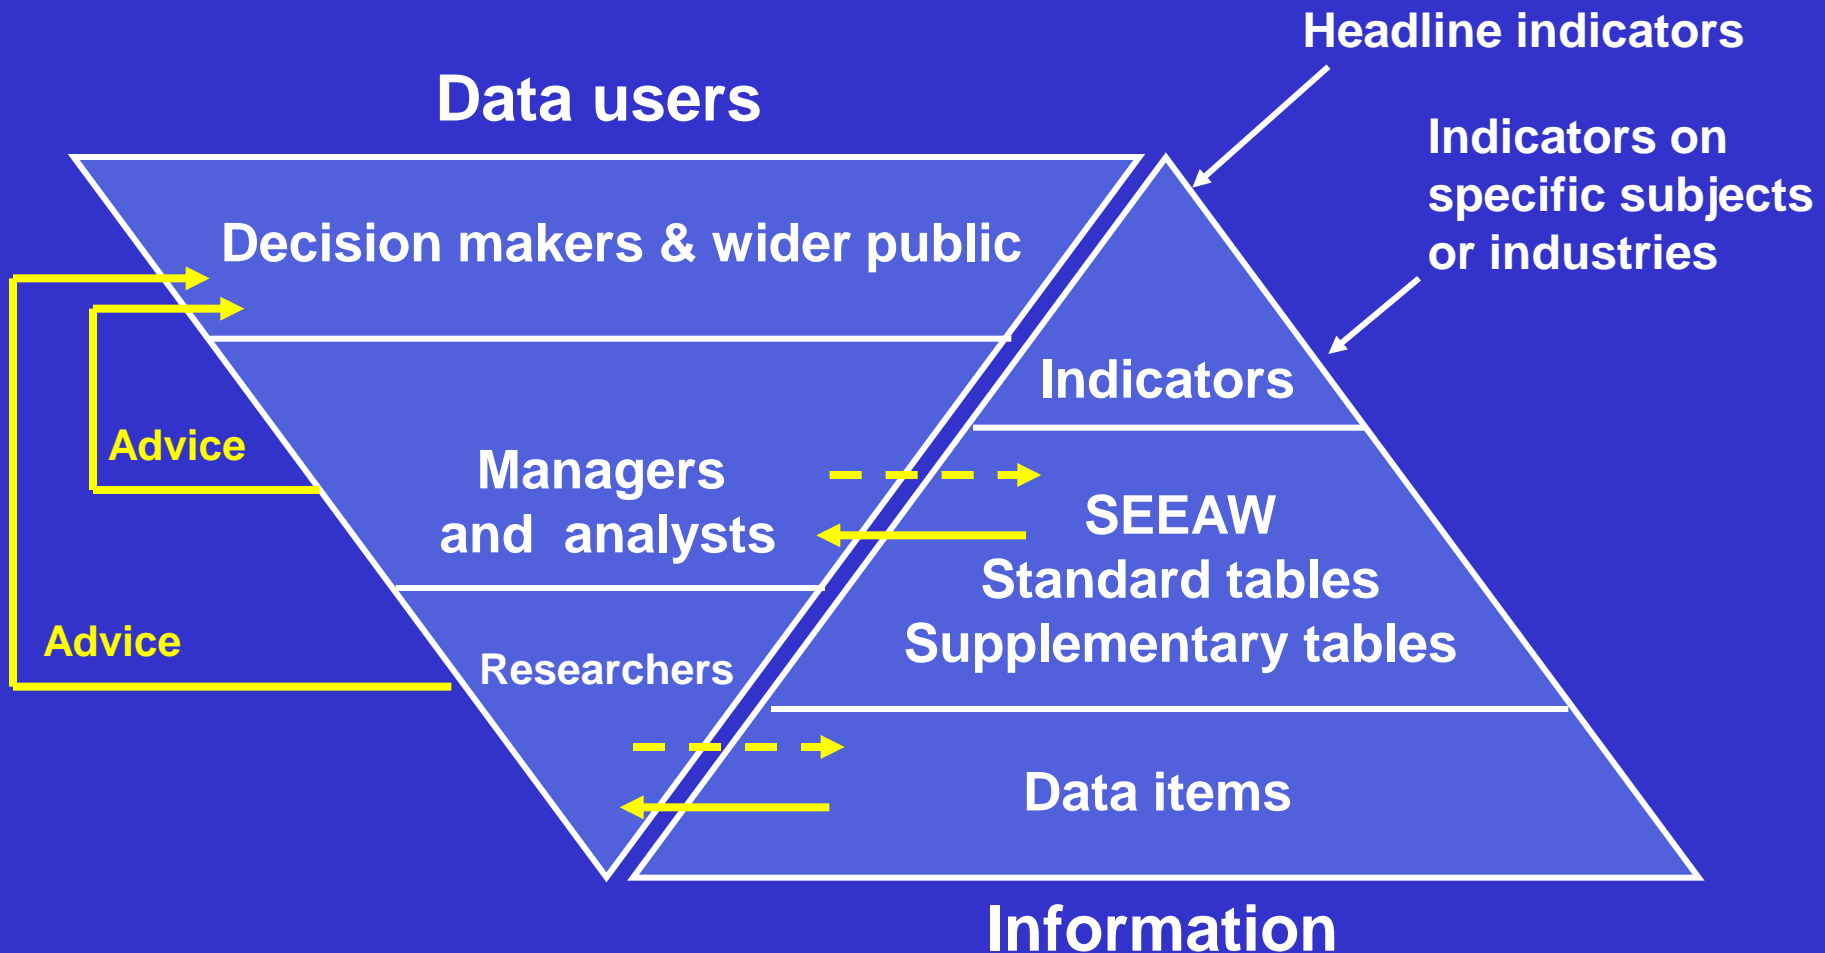 Headline indicators
Data users
Indicators on
specific subjects
or industries
Decision makers & wider public
Indicators
Advice
Managers
and analysts
SEEAW
Standard tables
Supplementary tables
Advice
Researchers
Data items
Information